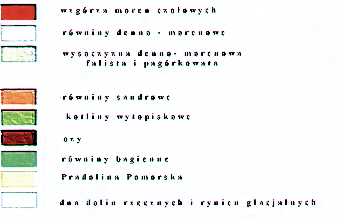 wzgórza moren czołowych
równiny denno - morenowe
wysoczyzna denno- morenowa
falista i pagórkowata
równiny sandrowe
kotliny wytopiskowe
ozy
równiny bagienne
Pradolina Pomorska
dna dolin rzecznych i rynien glacjalnych